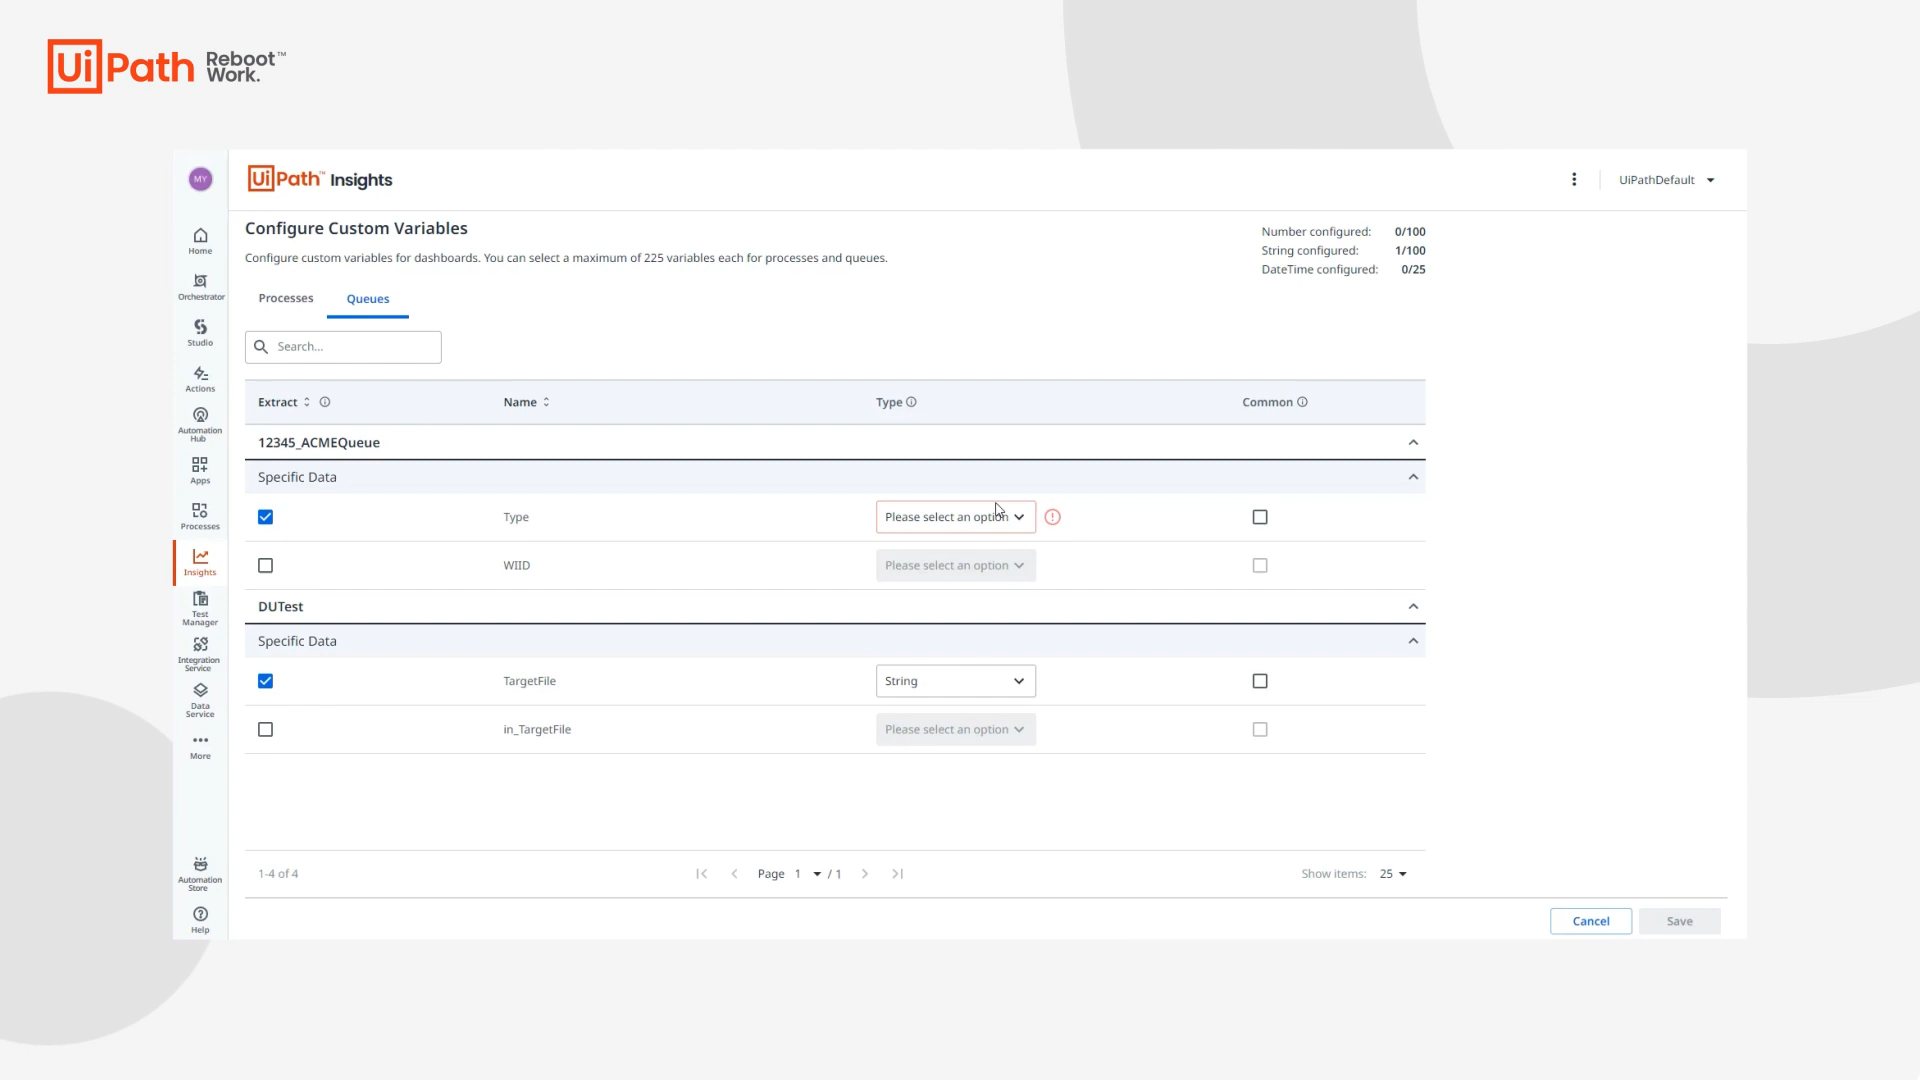 UiPath Reboot™
Work.
MY
UiPath™ Insights
UiPathDefault
Home
Orchestrator
Studio
Actions
Automation
Hub
Apps
Processes
Insights
Test
Manager
Integration
Service
Data
Service
More
Automation
Store
Help
Configure Custom Variables
Configure custom variables for dashboards. You can select a maximum of 225 variables each for processes and queues.
Number configured: 0/100
String configured: 1/100
DateTime configured: 0/25
Processes Queues
Search...
Extract Name Type Common
12345_ACMEQueue
Specific Data
Type Please select an option
WIID Please select an option
DUTest
Specific Data
TargetFile String
in_TargetFile Please select an option
1-4 of 4 Page 1 / 1 Show items: 25
Cancel Save